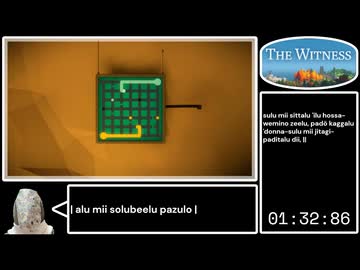 THE WITNESS
sulu mii sittalu 'ilu hossa-
wemino zeelu, padō kaggalu
'donna-sulu mii jitagi-
paditalu dii, ||
| alu mii solubeelu pazulo |
01:32:86